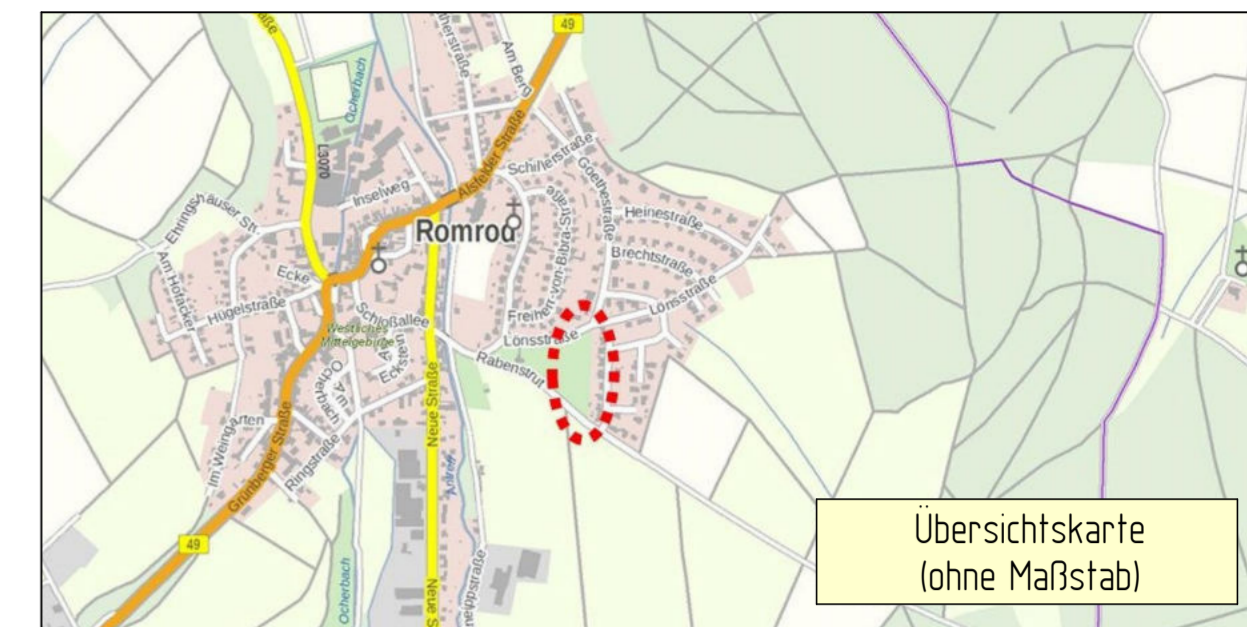 49
Ocherbach
Am Berg
L3070
Schillerstraße
Alsfelder Straße
Goethestraße
Inselweg
Ehringshäuser Str.
Romrod
Heinestraße
Am Hofacker
Freiherr-von-Bibra-Straße
Brechtstraße
Ecke
Hügelstraße
Schloßallee
Lönsstraße
Westliches
Mittelgebirge
Lönsstraße
Rabenstrut
Am
Ocherbach
Neue Straße
Im Weingarten
Ringstraße
Grünberger Straße
Antreff
49
Ocherbach
Neue S
neippstraße
Übersichtskarte
(ohne Maßstab)